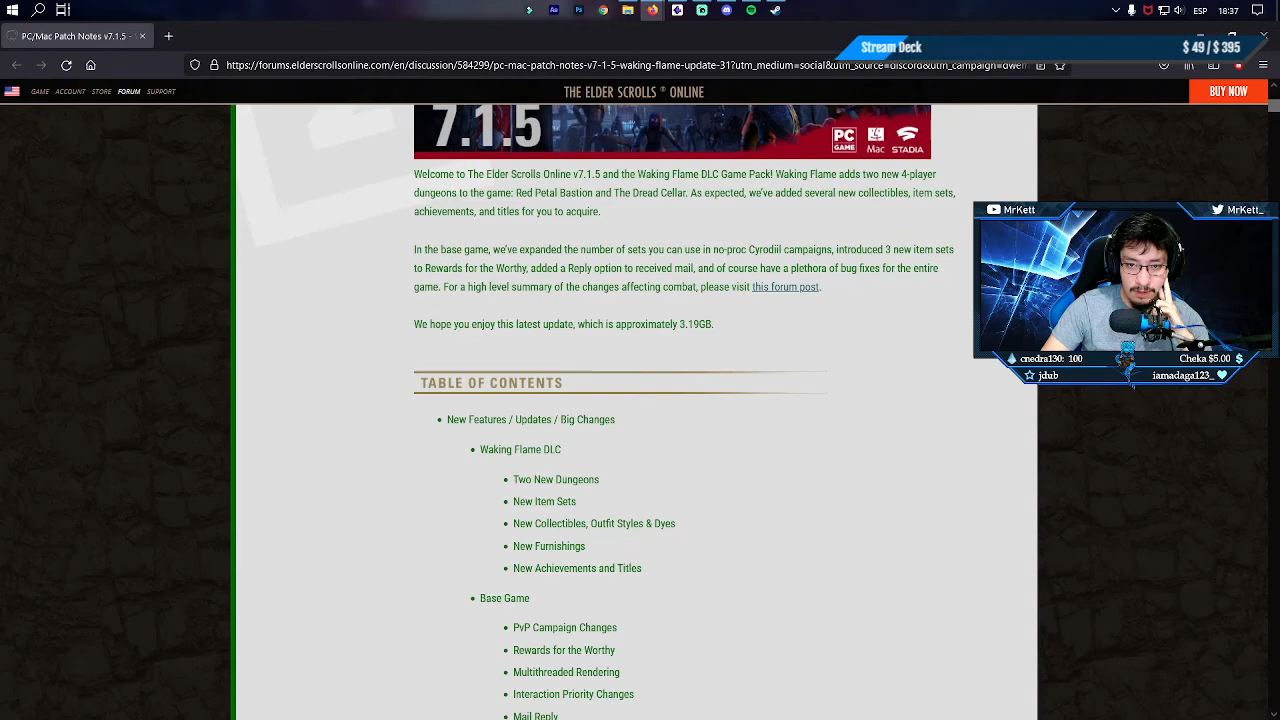 18:37
PC/Mac Patch Notes v7.1.5 -
Stream Deck
$ 49 / $ 395
https://forums.elderscrollsonline.com/en/discussion/584299/pc-mac-patch-notes-v7-1-5-waking-flame-update-31?utm_medium=social&utm_source=discord&utm_campaign=dwem
GAME ACCOUNT STORE FORUM SUPPORT
THE ELDER SCROLLS ® ONLINE
BUY NOW
7.1.5
PC GAME
Mac
STADIA
Welcome to The Elder Scrolls Online v7.1.5 and the Waking Flame DLC Game Pack! Waking Flame adds two new 4-player
dungeons to the game: Red Petal Bastion and The Dread Cellar. As expected, we've added several new collectibles, item sets,
achievements, and titles for you to acquire.
In the base game, we've expanded the number of sets you can use in no-proc Cyrodiil campaigns, introduced 3 new item sets
to Rewards for the Worthy, added a Reply option to received mail, and of course have a plethora of bug fixes for the entire
game. For a high level summary of the changes affecting combat, please visit this forum post.
We hope you enjoy this latest update, which is approximately 3.19GB.
MrKett
MrKett_
cnedra130: 100
Cheka $5.00
jdub
iamadaga123_
TABLE OF CONTENTS
• New Features / Updates / Big Changes
• Waking Flame DLC
• Two New Dungeons
• New Item Sets
• New Collectibles, Outfit Styles & Dyes
• New Furnishings
• New Achievements and Titles
• Base Game
• PvP Campaign Changes
• Rewards for the Worthy
• Multithreaded Rendering
• Interaction Priority Changes
• Mail Reply